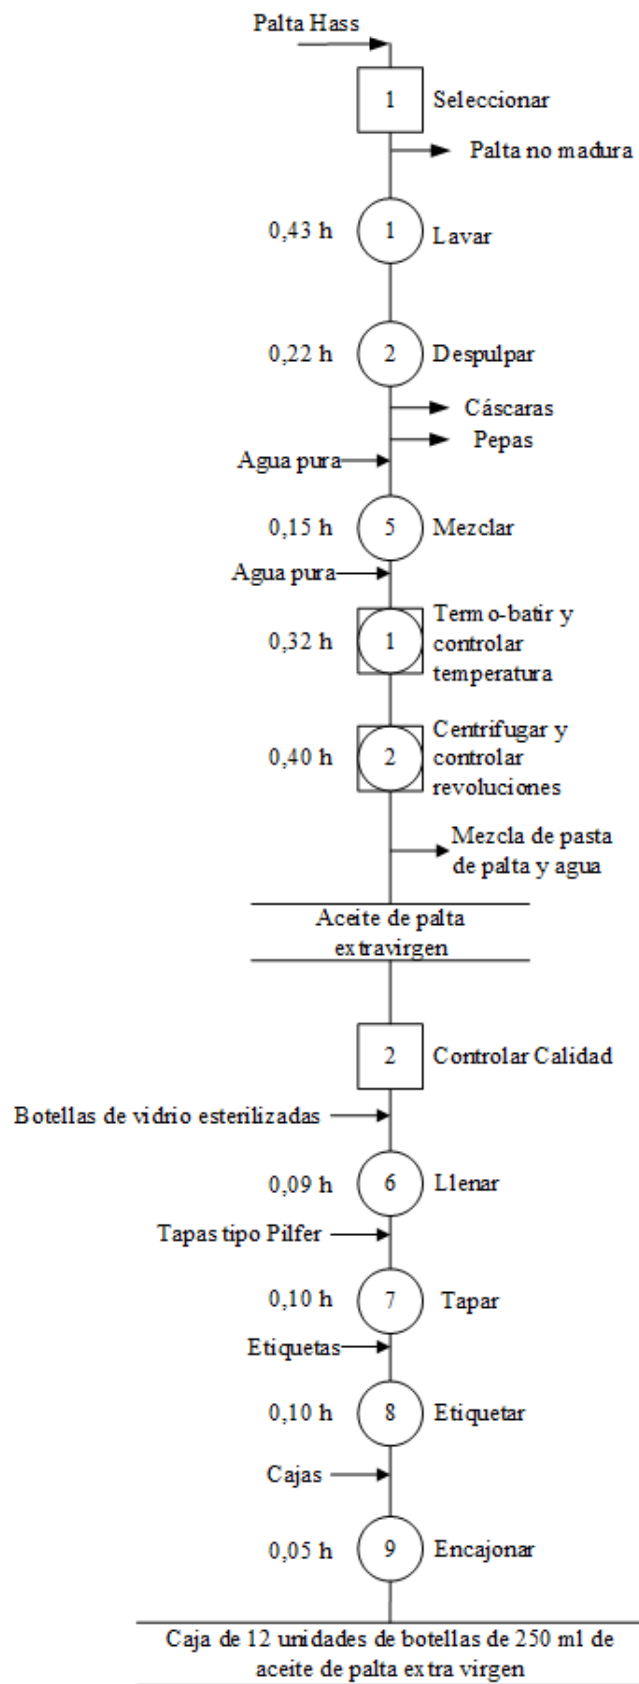 Palta Hass
1
Seleccionar
Palta no madura
0,43 h
1
Lavar
0,22 h
2
Despulpar
Cáscaras
Pepas
Agua pura
0,15 h
5
Mezclar
Agua pura
0,32 h
1
Termo-batir y
controlar
temperatura
0,40 h
2
Centrifugar y
controlar
revoluciones
Mezcla de pasta
de palta y agua
Aceite de palta
extravirgen
2
Controlar Calidad
Botellas de vidrio esterilizadas
0,09 h
6
Llenar
Tapas tipo Pilfer
0,10 h
7
Tapar
Etiquetas
0,10 h
8
Etiquetar
Cajas
0,05 h
9
Encajonar
Caja de 12 unidades de botellas de 250 ml de
aceite de palta extra virgen